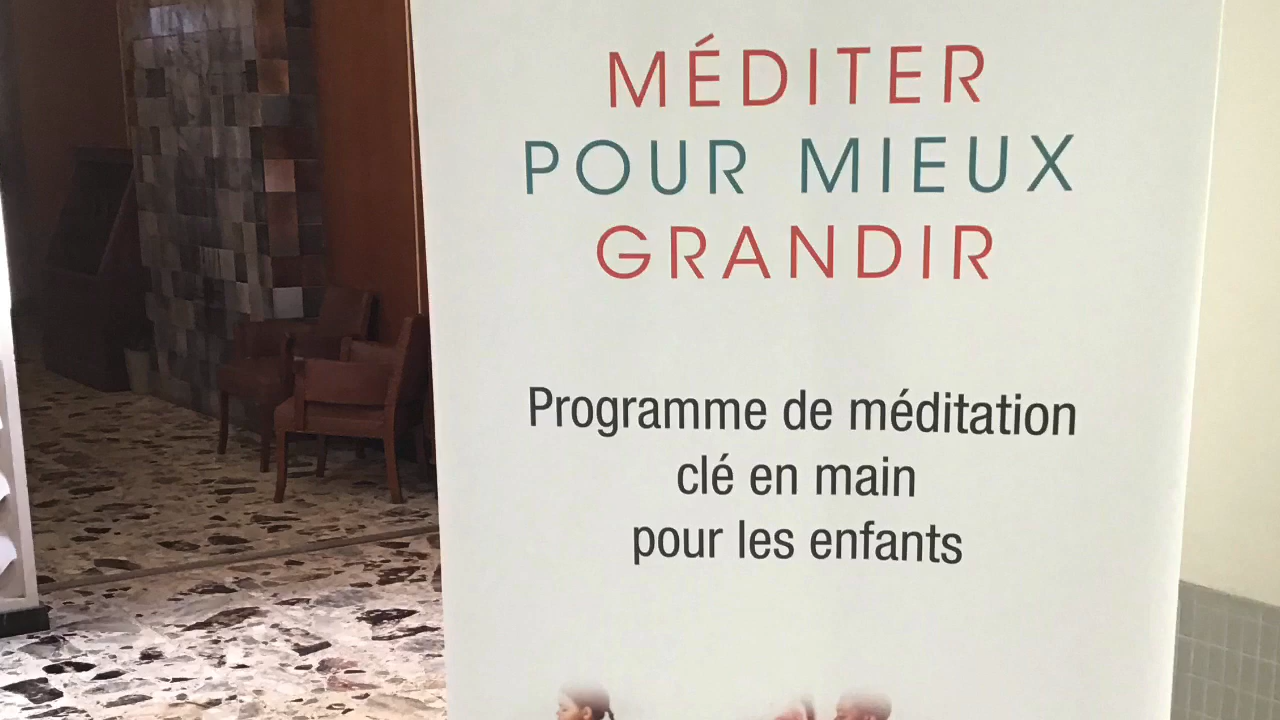 MÉDITER
POUR MIEUX
GRANDIR
Programme de méditation
clé en main
pour les enfants